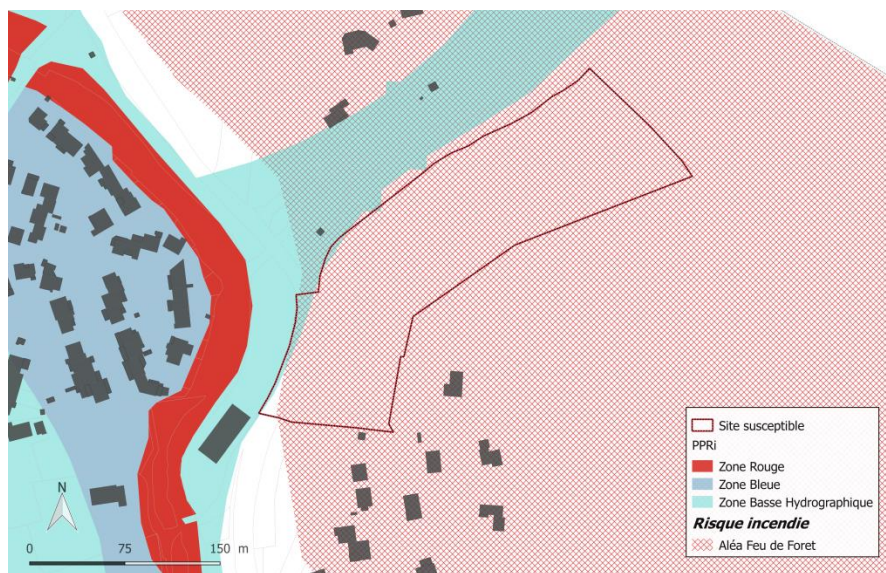 N
0 75 150 m
Site susceptible
PPRi
Zone Rouge
Zone Bleue
Zone Basse Hydrographique
Risque incendie
Aléa Feu de Foret